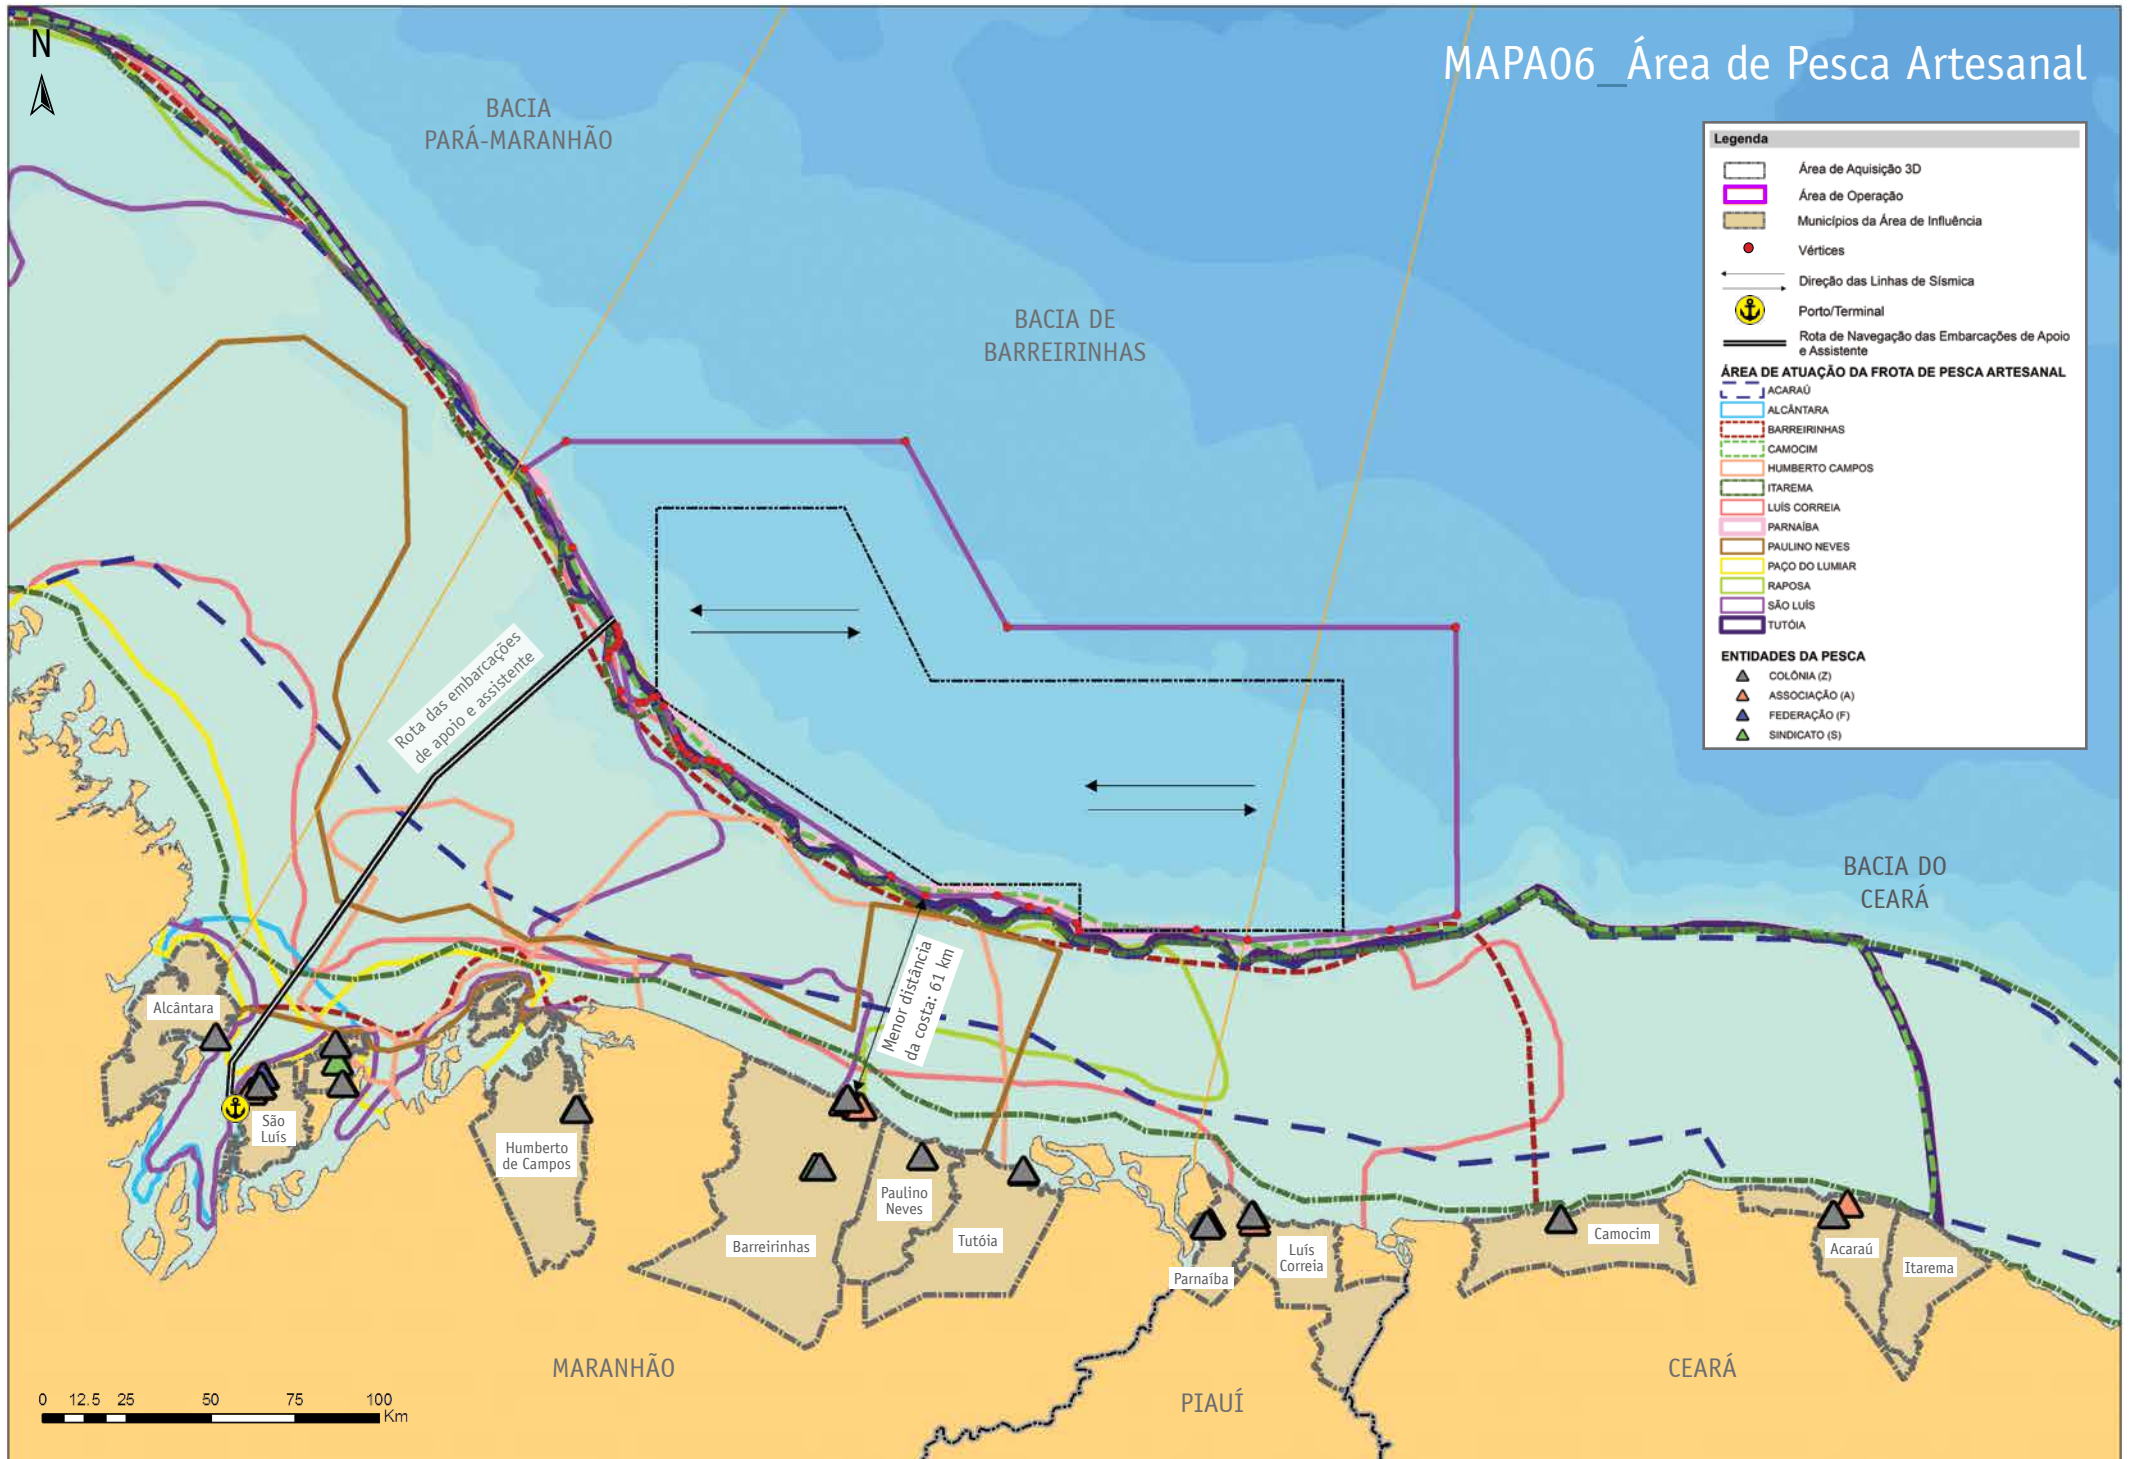 MAPA06_Área de Pesca Artesanal
N
BACIA
PARÁ-MARANHÃO
BACIA DE
BARREIRINHAS
BACIA DO
CEARÁ
Legenda
Área de Aquisição 3D
Área de Operação
Municípios da Área de Influência
Vértices
Direção das Linhas de Sísmica
Porto/Terminal
Rota de Navegação das Embarcações de Apoio
e Assistente
ÁREA DE ATUAÇÃO DA FROTA DE PESCA ARTESANAL
ACARAÚ
ALCÂNTARA
BARREIRINHAS
CAMOCIM
HUMBERTO CAMPOS
ITAREMA
LUÍS CORREIA
PARNAÍBA
PAULINO NEVES
PAÇO DO LUMIAR
RAPOSA
SÃO LUÍS
TUTÓIA
ENTIDADES DA PESCA
COLÔNIA (Z)
ASSOCIAÇÃO (A)
FEDERAÇÃO (F)
SINDICATO (S)
Rota das embarcações
de apoio e assistente
Menor distância
da costa: 61 km
Alcântara
São
Luís
Humberto
de Campos
Barreirinhas
Paulino
Neves
Tutóia
Parnaíba
Luís
Correia
Camocim
Acaraú
Itarema
MARANHÃO
PIAUÍ
CEARÁ
0 12.5 25 50 75 100
Km